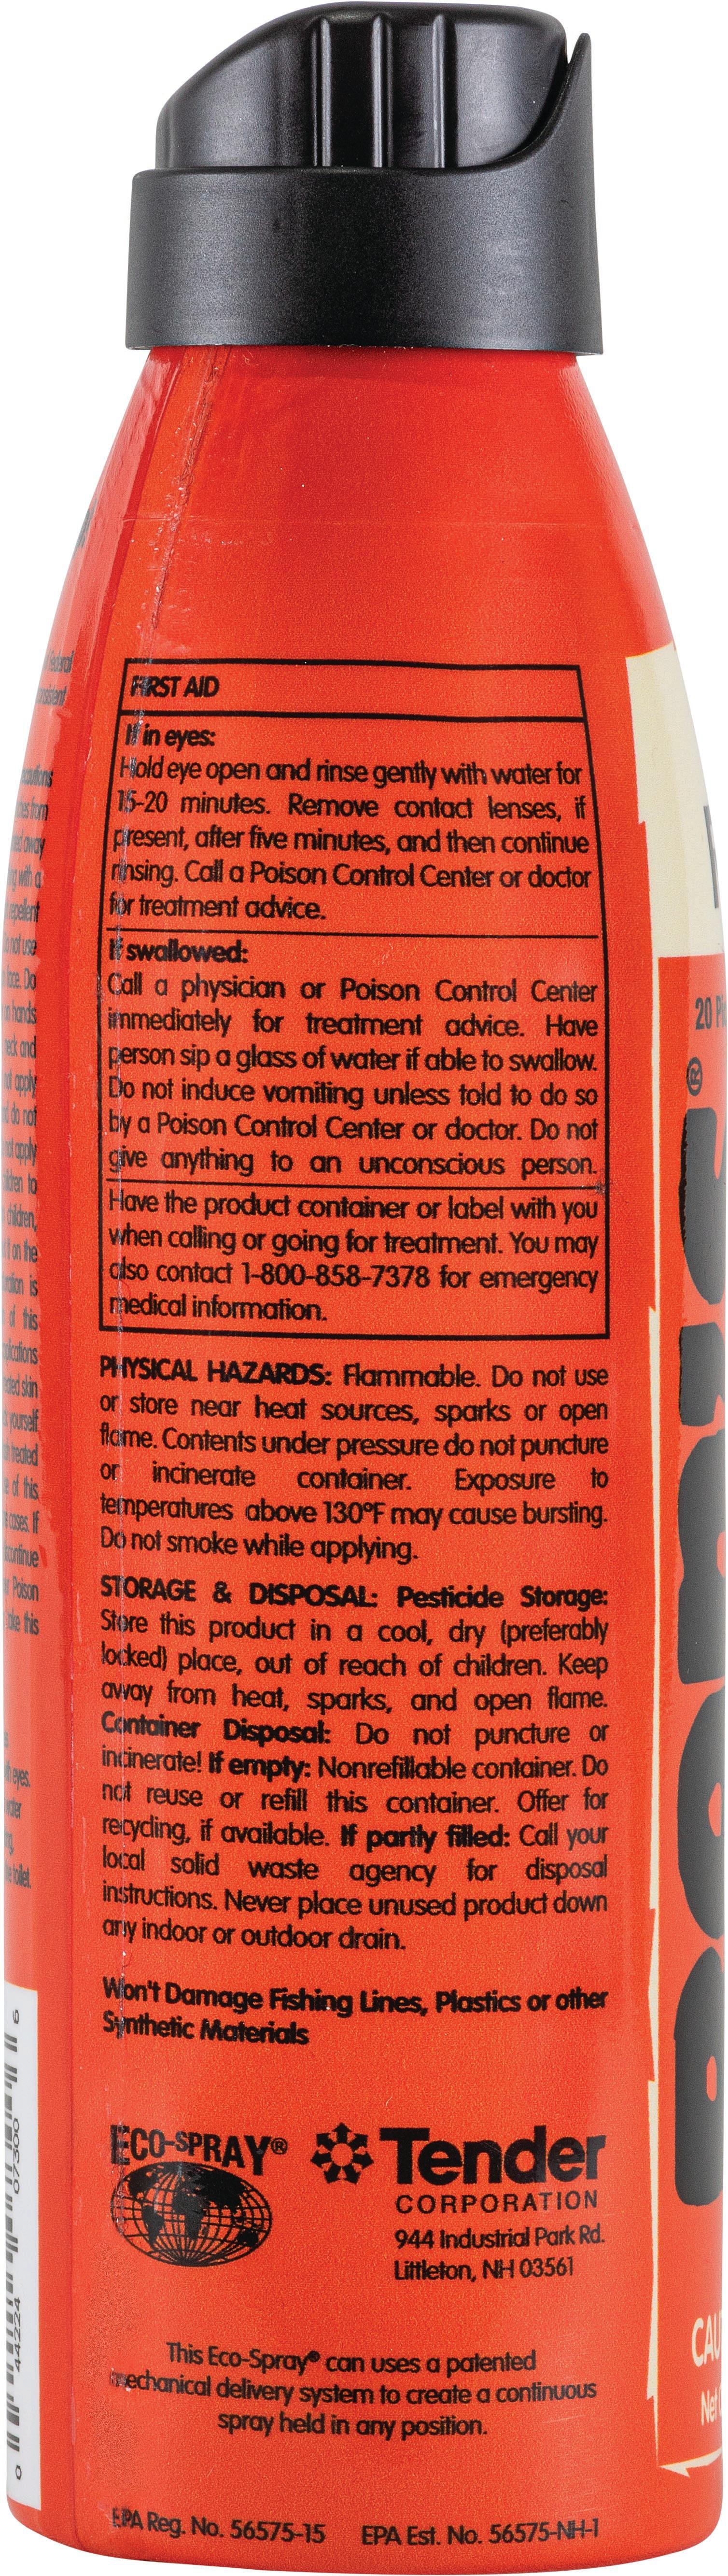 FIRST AID
If in eyes:
Hold eye open and rinse gently with water for
15-20 minutes. Remove contact lenses, if
present, after five minutes, and then continue
rinsing. Call a Poison Control Center or doctor
for treatment advice.
If swallowed:
Call a physician or Poison Control Center
immediately for treatment advice. Have
person sip a glass of water if able to swallow.
Do not induce vomiting unless told to do so
by a Poison Control Center or doctor. Do not
give anything to an unconscious person.
Have the product container or label with you
when calling or going for treatment. You may
also contact 1-800-858-7378 for emergency
medical information.
PHYSICAL HAZARDS: Flammable. Do not use
or store near heat sources, sparks or open
flame. Contents under pressure do not puncture
or incinerate container. Exposure to
temperatures above 130°F may cause bursting.
Do not smoke while applying.
STORAGE & DISPOSAL: Pesticide Storage:
Store this product in a cool, dry (preferably
locked) place, out of reach of children. Keep
away from heat, sparks, and open flame.
Container Disposal: Do not puncture or
incinerate! If empty: Nonrefillable container. Do
not reuse or refill this container. Offer for
recycling, if available. If partly filled: Call your
local solid waste agency for disposal
instructions. Never place unused product down
any indoor or outdoor drain.
Won't Damage Fishing Lines, Plastics or other
Synthetic Materials
ECO-SPRAY®
Tender
CORPORATION
944 Industrial Park Rd.
Littleton, NH 03561
This Eco-Spray® can uses a patented
mechanical delivery system to create a continuous
spray held in any position.
EPA Reg. No. 56575-15 EPA Est. No. 56575-NH-1
0 44224 07300 6
20
®